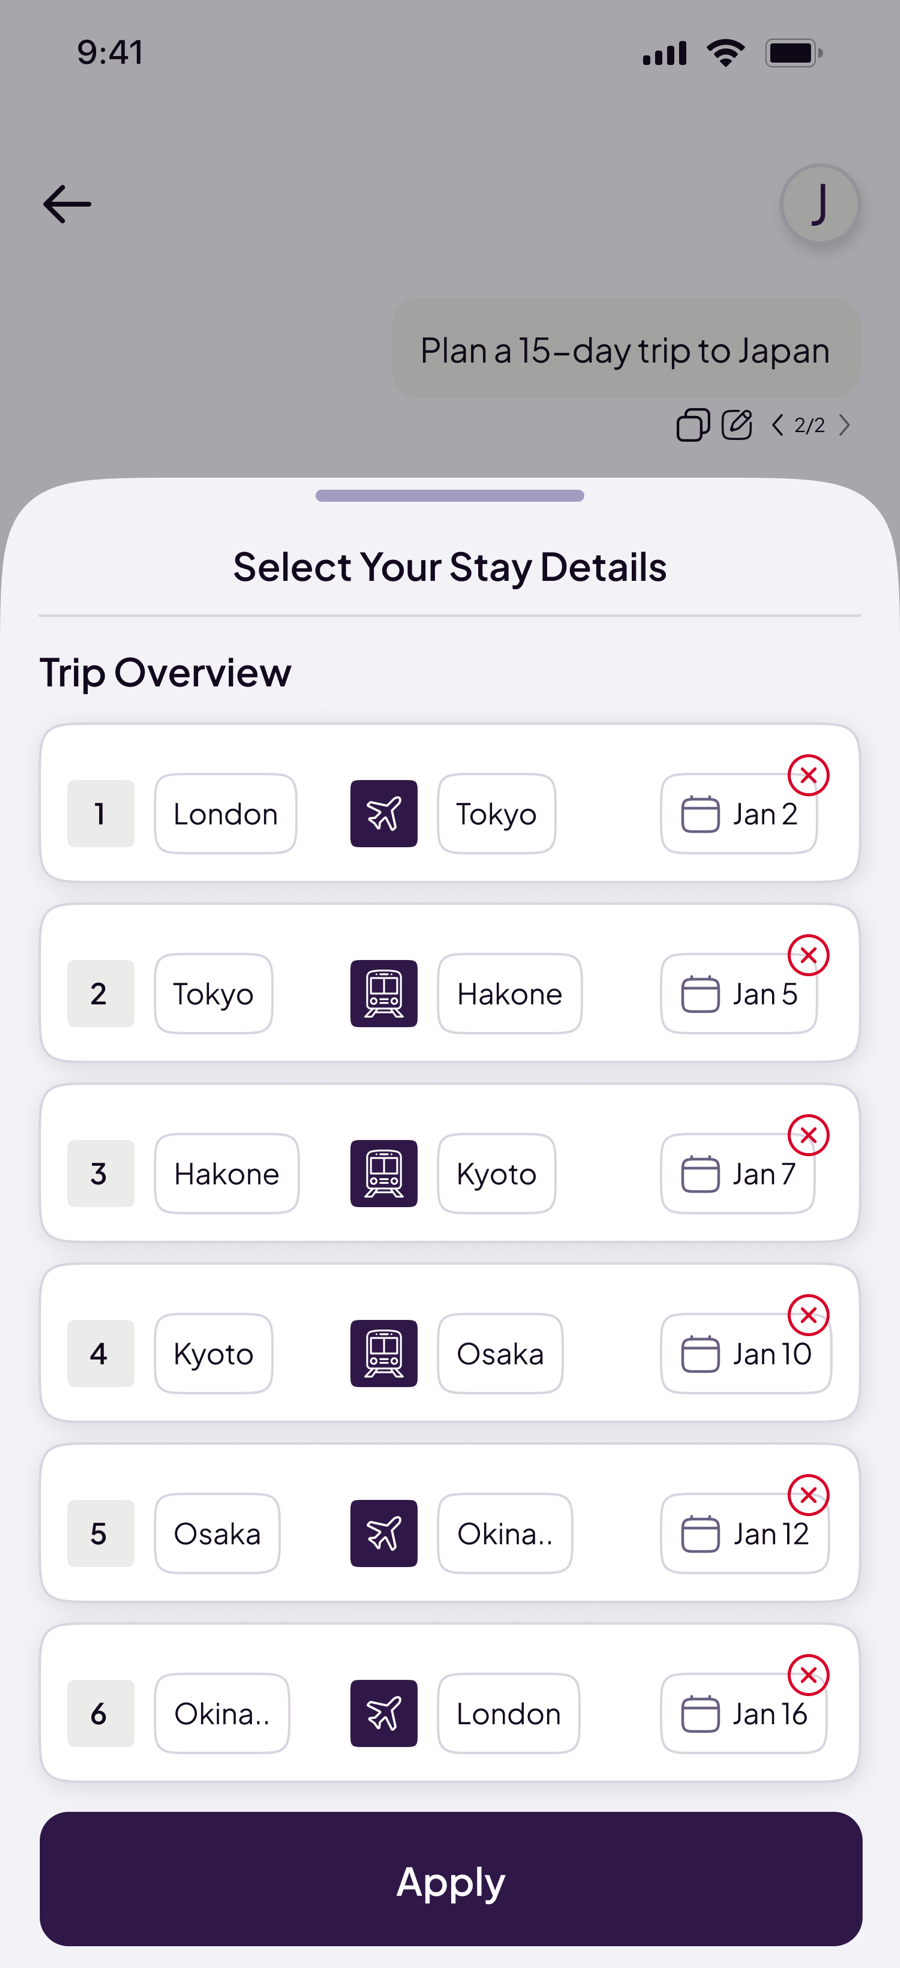 9:41
J
Plan a 15-day trip to Japan
2/2
Select Your Stay Details
Trip Overview
1 London Tokyo Jan 2
2 Tokyo Hakone Jan 5
3 Hakone Kyoto Jan 7
4 Kyoto Osaka Jan 10
5 Osaka Okina.. Jan 12
6 Okina.. London Jan 16
Apply